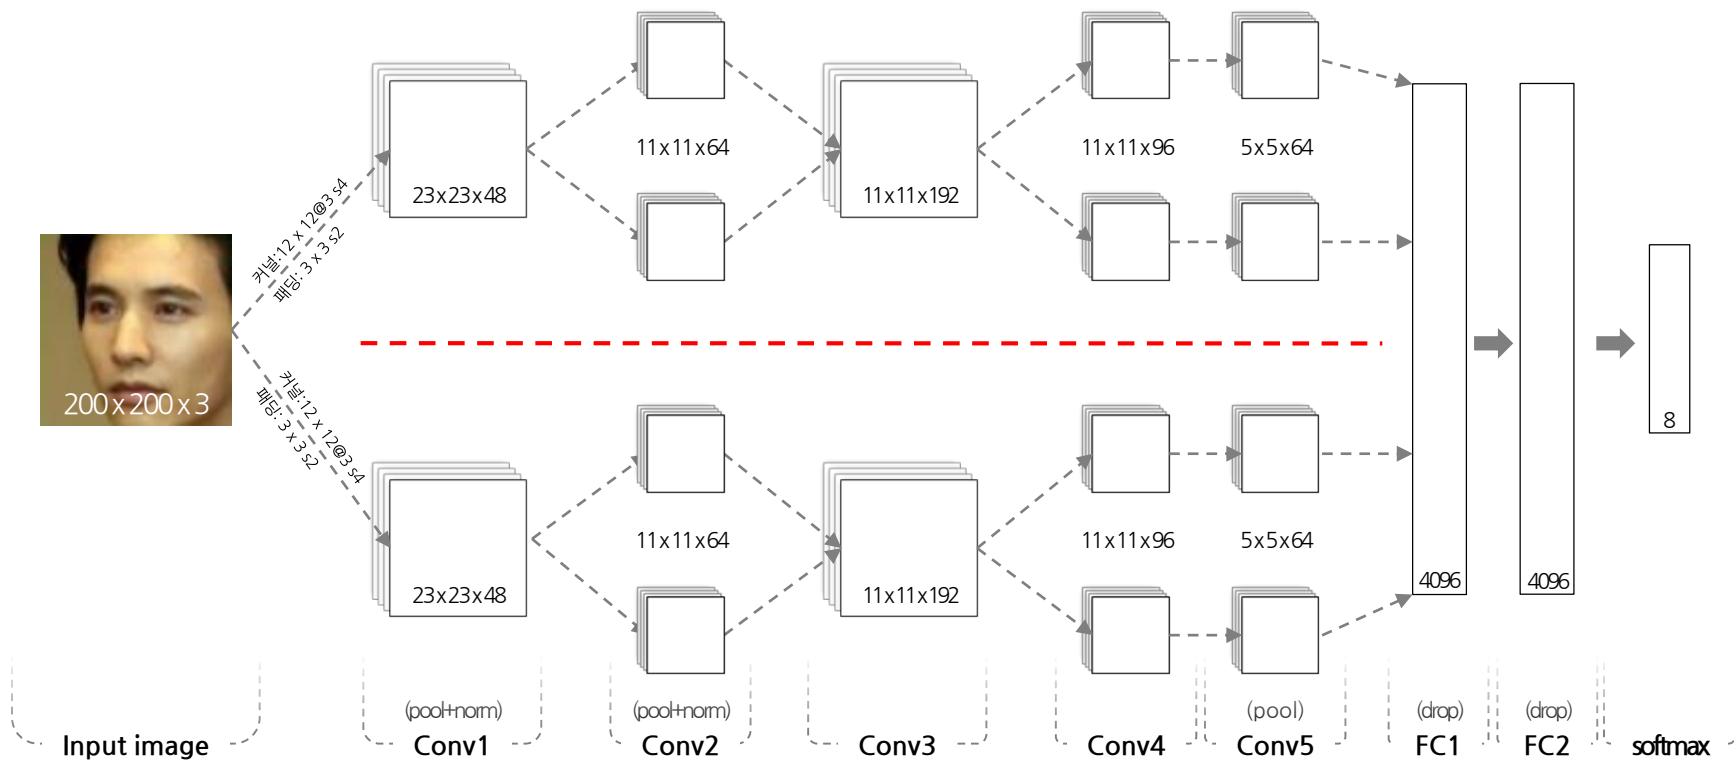 11x11x64
11x11x96
5x5x64
23x23x48
11x11x192
커널:12 x 12@3 s4
패딩: 3 x 3 s2
200 x 200 x 3
커널:12 x 12@3 s4
패딩: 3 x 3 s2
8
11x11x64
11x11x96
5x5x64
23x23x48
11x11x192
4096
4096
(pool+norm)
(pool+norm)
(pool)
(drop)
(drop)
Input image
Conv1
Conv2
Conv3
Conv4
Conv5
FC1
FC2
softmax